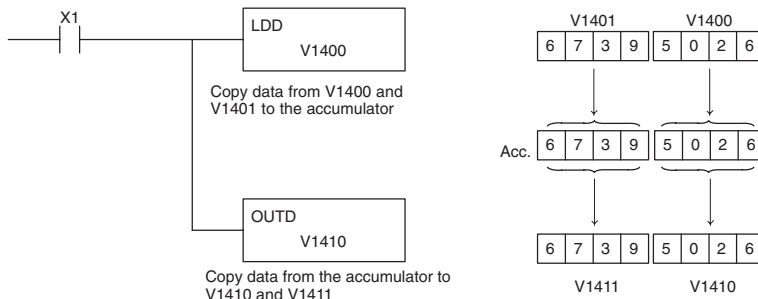 X1
LDD
V1400
Copy data from V1400 and
V1401 to the accumulator
OUTD
V1410
Copy data from the accumulator to
V1410 and V1411
V1401 V1400
6 7 3 9 5 0 2 6
Acc. 6 7 3 9 5 0 2 6
6 7 3 9 5 0 2 6
V1411 V1410